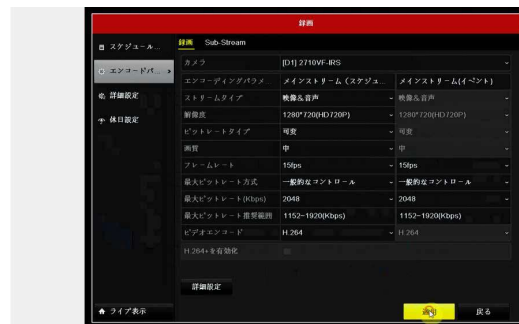 録画
スケジュール...
エンコードパ...
詳細設定
休日設定
録画 Sub-Stream
カメラ [D1] 2710VF-IRS
エンコーディングパラメ... メインストリーム (スケジュ... メインストリーム(イベント)
ストリームタイプ 映像&音声 映像&音声
解像度 1280*720(HD720P) 1280*720(HD720P)
ビットレートタイプ 可変 可変
画質 中 中
フレームレート 15fps 15fps
最大ビットレート方式 一般的なコントロール 一般的なコントロール
最大ビットレート(Kbps) 2048 2048
最大ビットレート推奨範囲 1152~1920(Kbps) 1152~1920(Kbps)
ビデオエンコード H.264 H.264
H.264+を有効化
詳細設定
ライブ表示 戻る